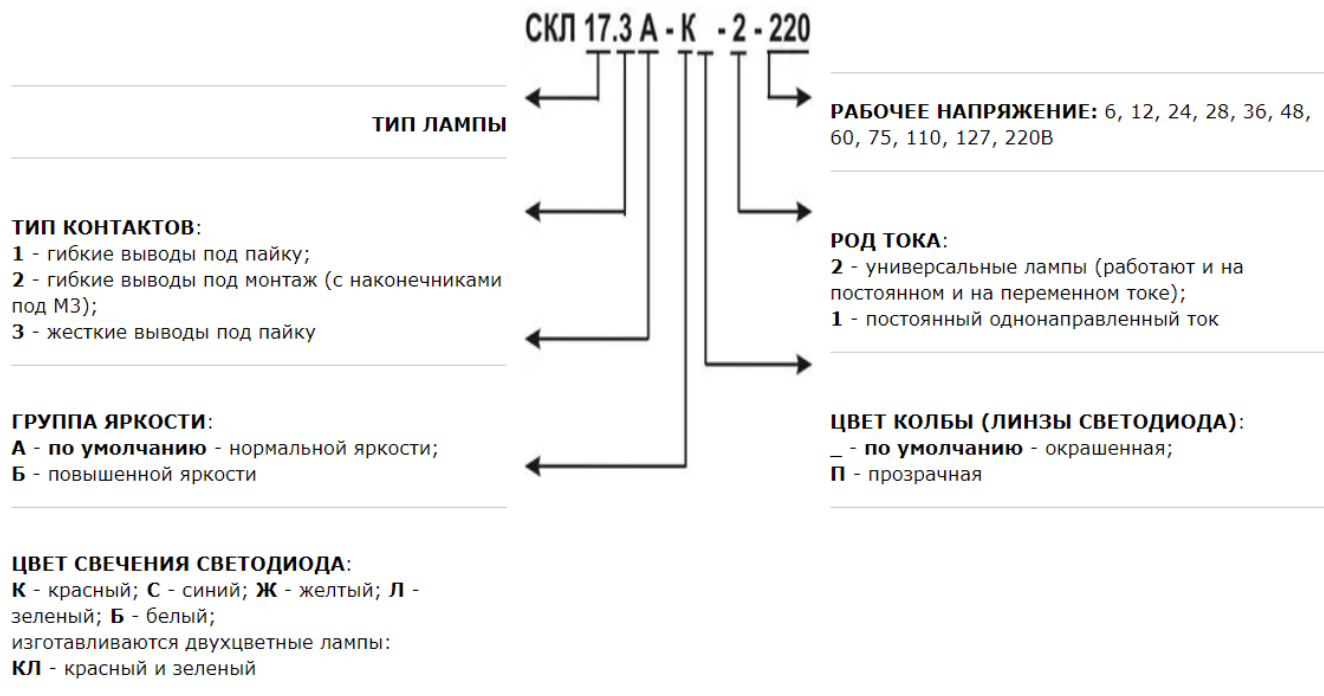 СКЛ 17.3 А - К - 2 - 220
ТИП ЛАМПЫ
ТИП КОНТАКТОВ:
1 - гибкие выводы под пайку;
2 - гибкие выводы под монтаж (с наконечниками
под М3);
3 - жесткие выводы под пайку
ГРУППА ЯРКОСТИ:
А - по умолчанию - нормальной яркости;
Б - повышенной яркости
ЦВЕТ СВЕЧЕНИЯ СВЕТОДИОДА:
К - красный; С - синий; Ж - желтый; Л -
зеленый; Б - белый;
изготавливаются двухцветные лампы:
КЛ - красный и зеленый
РАБОЧЕЕ НАПРЯЖЕНИЕ: 6, 12, 24, 28, 36, 48,
60, 75, 110, 127, 220В
РОД ТОКА:
2 - универсальные лампы (работают и на
постоянном и на переменном токе);
1 - постоянный однонаправленный ток
ЦВЕТ КОЛБЫ (ЛИНЗЫ СВЕТОДИОДА):
_ - по умолчанию - окрашенная;
П - прозрачная